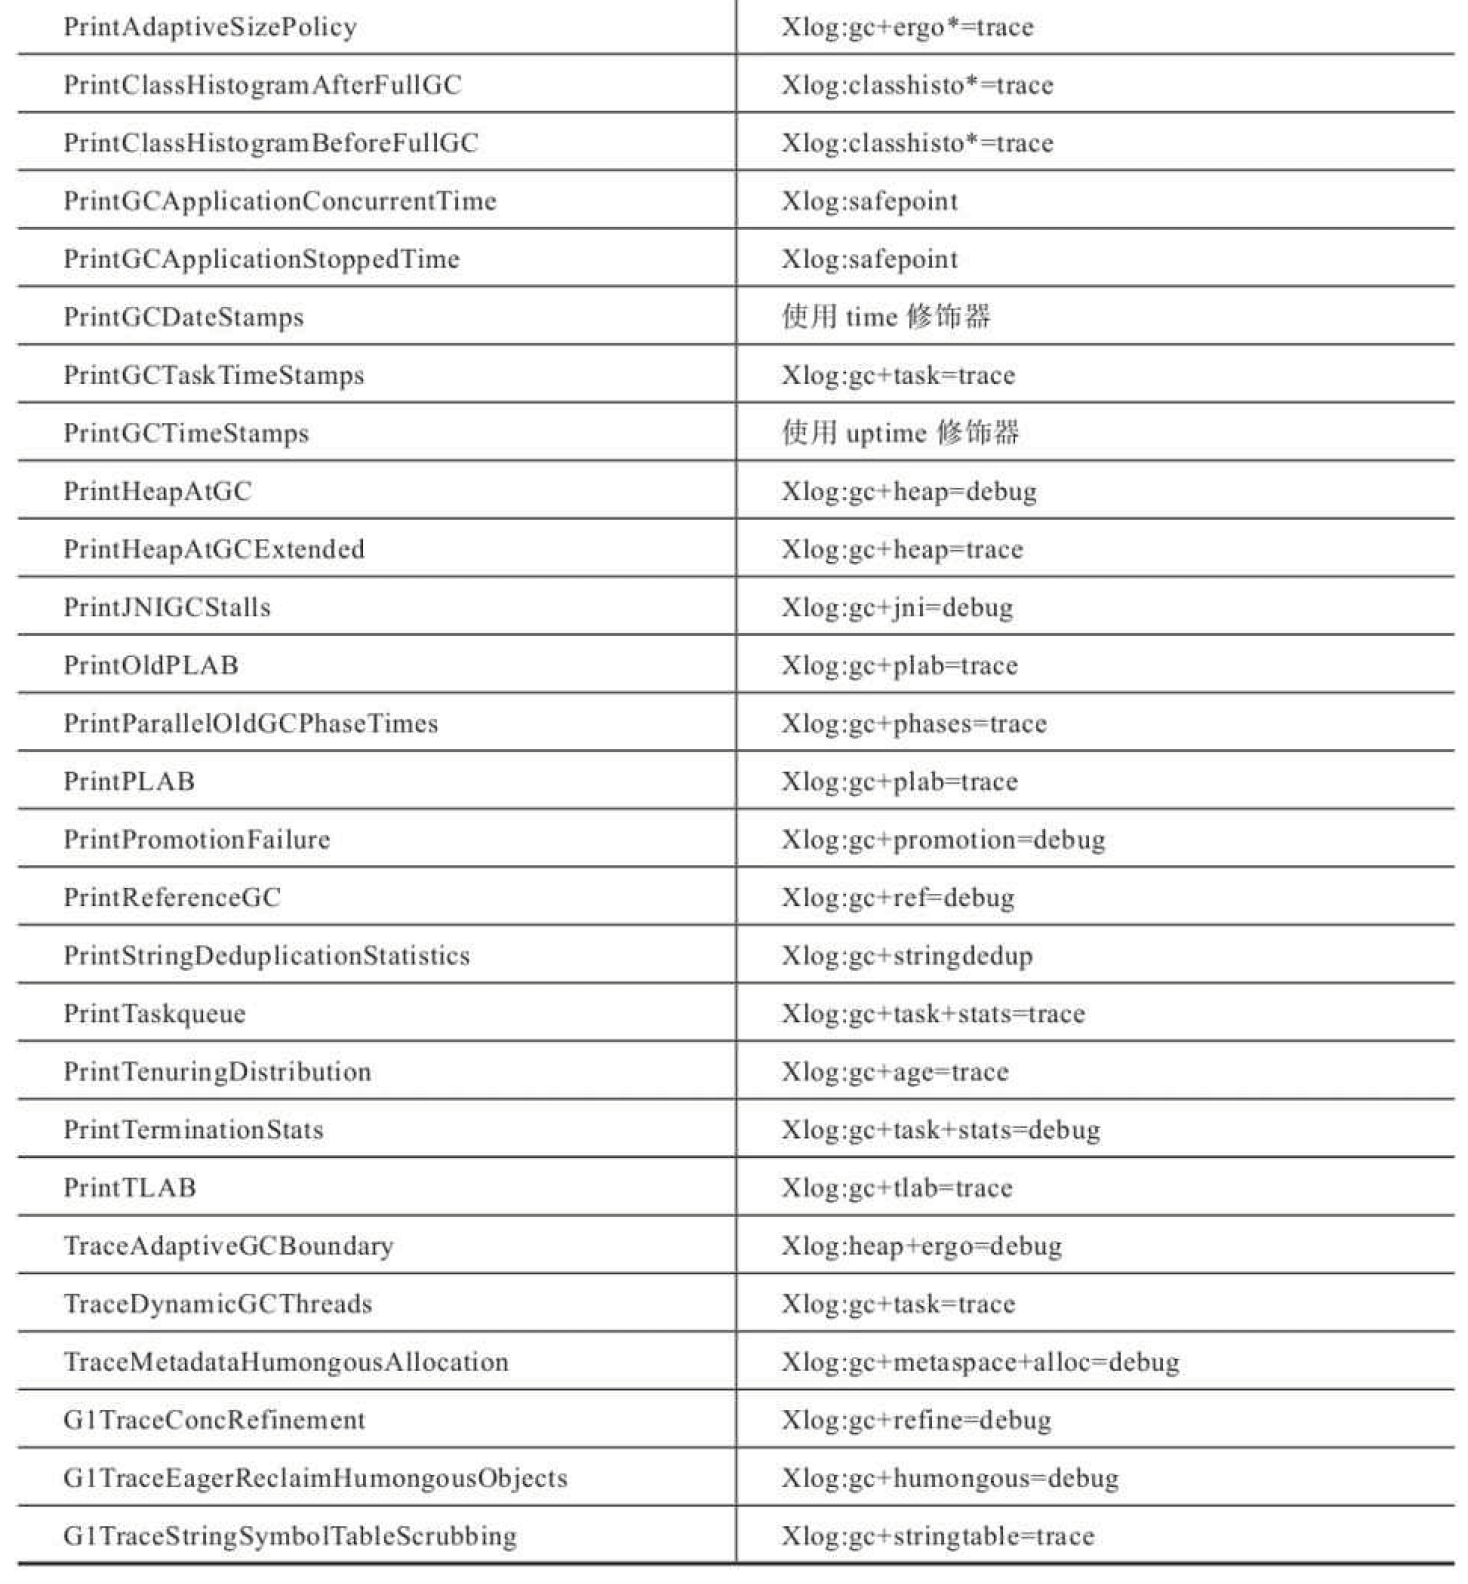 PrintAdaptiveSizePolicy Xlog:gc+ergo*=trace
PrintClassHistogramAfterFullGC Xlog:classhisto*=trace
PrintClassHistogramBeforeFullGC Xlog:classhisto*=trace
PrintGCApplicationConcurrentTime Xlog:safepoint
PrintGCApplicationStoppedTime Xlog:safepoint
PrintGCDateStamps 使用 time 修饰器
PrintGCTaskTimeStamps Xlog:gc+task=trace
PrintGCTimeStamps 使用 uptime 修饰器
PrintHeapAtGC Xlog:gc+heap=debug
PrintHeapAtGCExtended Xlog:gc+heap=trace
PrintJNIGCStalls Xlog:gc+jni=debug
PrintOldPLAB Xlog:gc+plab=trace
PrintParallelOldGCPhaseTimes Xlog:gc+phases=trace
PrintPLAB Xlog:gc+plab=trace
PrintPromotionFailure Xlog:gc+promotion=debug
PrintReferenceGC Xlog:gc+ref=debug
PrintStringDeduplicationStatistics Xlog:gc+stringdedup
PrintTaskqueue Xlog:gc+task+stats=trace
PrintTenuringDistribution Xlog:gc+age=trace
PrintTerminationStats Xlog:gc+task+stats=debug
PrintTLAB Xlog:gc+tlab=trace
TraceAdaptiveGCBoundary Xlog:heap+ergo=debug
TraceDynamicGCThreads Xlog:gc+task=trace
TraceMetadataHumongousAllocation Xlog:gc+metaspace+alloc=debug
G1TraceConcRefinement Xlog:gc+refine=debug
G1TraceEagerReclaimHumongousObjects Xlog:gc+humongous=debug
G1TraceStringSymbolTableScrubbing Xlog:gc+stringtable=trace